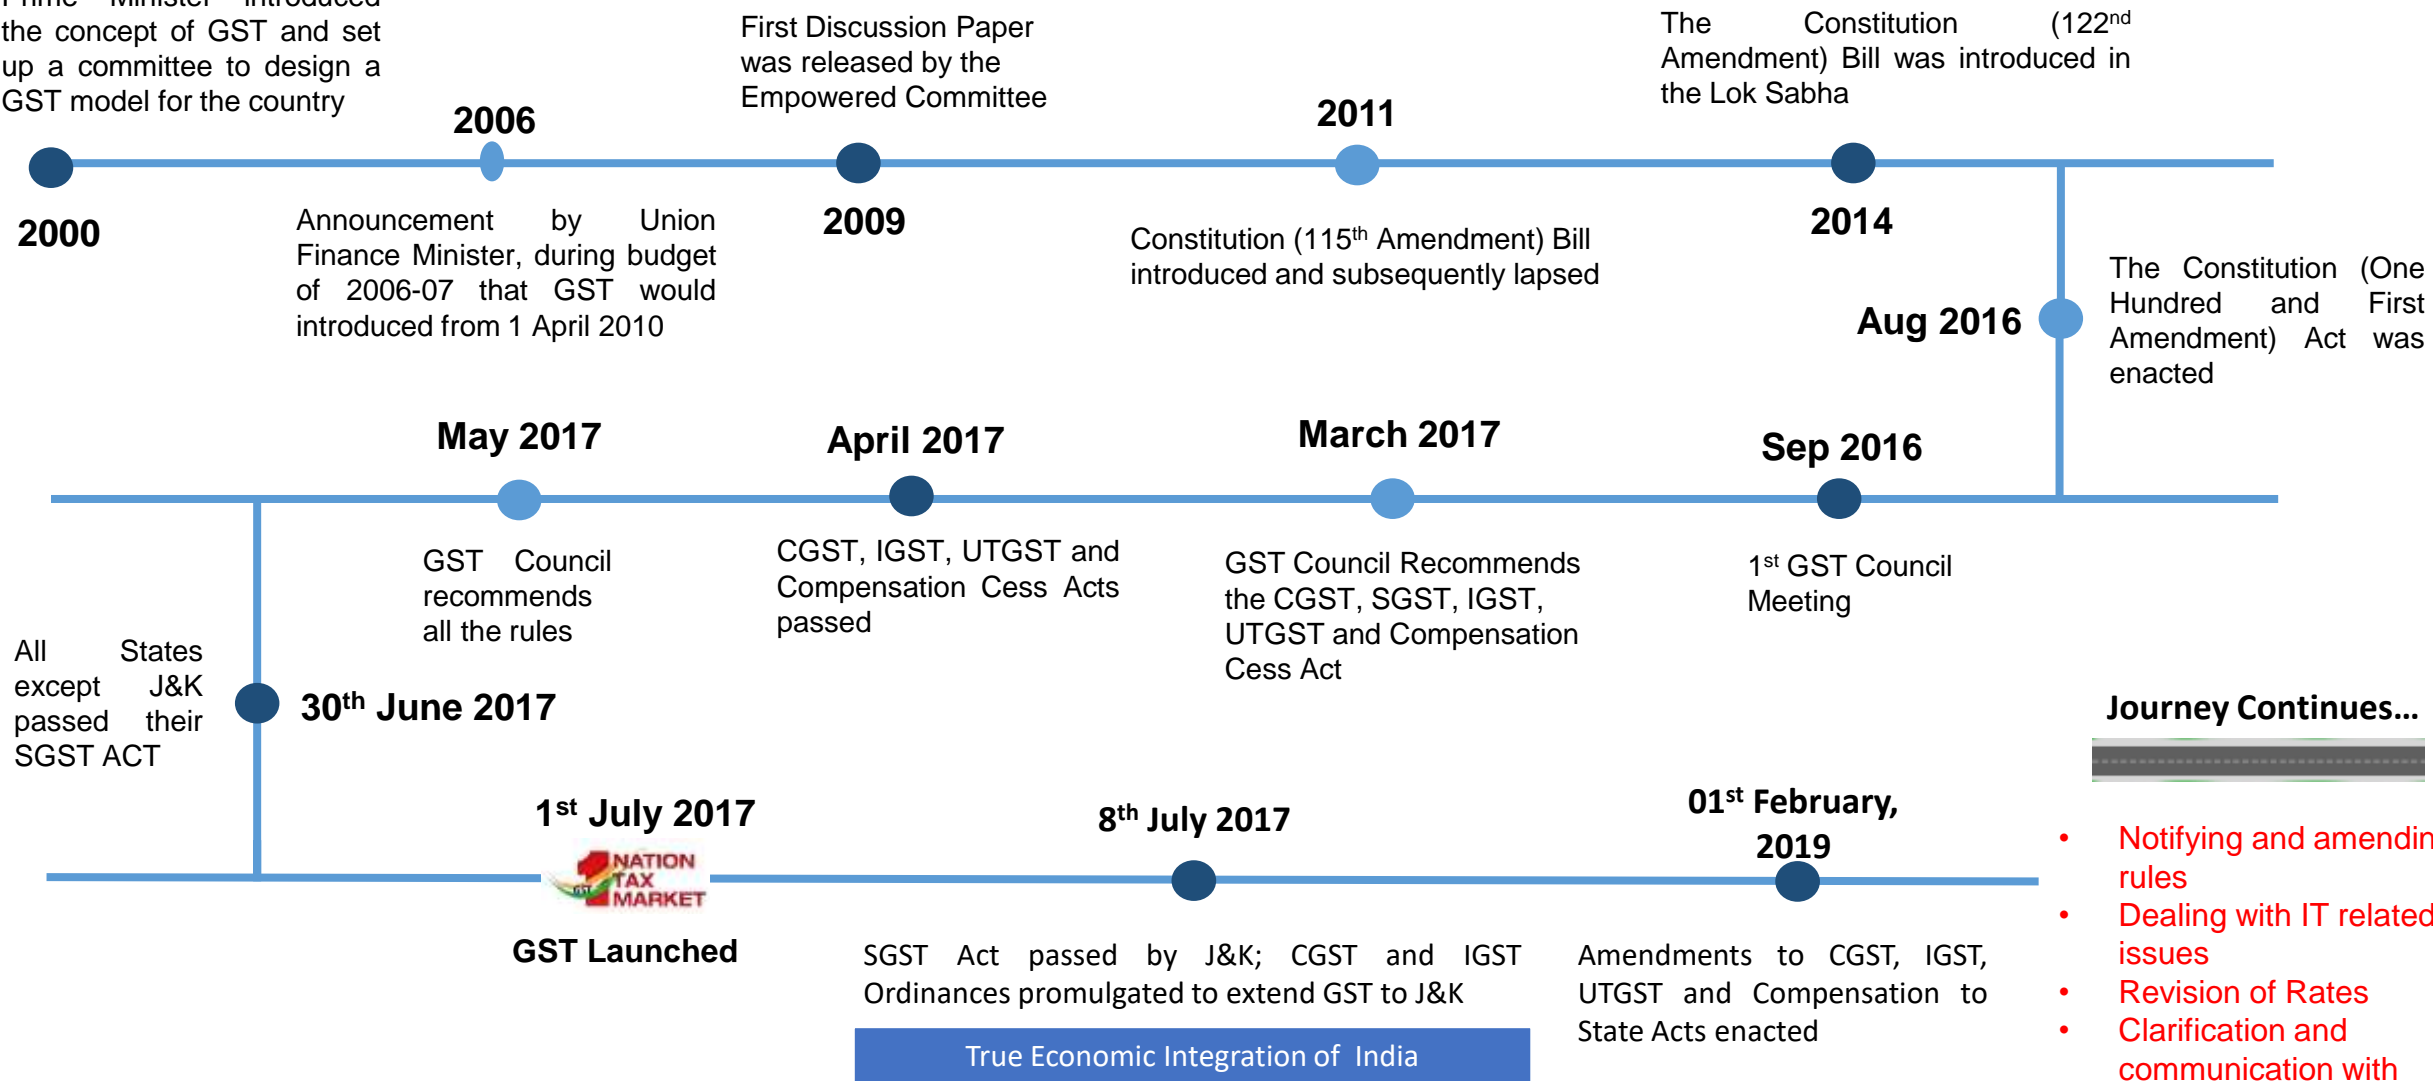 Prime Minister introduced
the concept of GST and set
up a committee to design a
GST model for the country
2000
2006
Announcement by Union
Finance Minister, during budget
of 2006-07 that GST would
introduced from 1 April 2010
First Discussion Paper
was released by the
Empowered Committee
2009
2011
Constitution (115th Amendment) Bill
introduced and subsequently lapsed
The Constitution (122nd
Amendment) Bill was introduced in
the Lok Sabha
2014
Aug 2016
The Constitution (One
Hundred and First
Amendment) Act was
enacted
Sep 2016
1st GST Council
Meeting
March 2017
GST Council Recommends
the CGST, SGST, IGST,
UTGST and Compensation
Cess Act
April 2017
CGST, IGST, UTGST and
Compensation Cess Acts
passed
May 2017
GST Council
recommends
all the rules
All States
except J&K
passed their
SGST ACT
30th June 2017
1st July 2017
GST
1 NATION
TAX
MARKET
GST Launched
8th July 2017
SGST Act passed by J&K; CGST and IGST
Ordinances promulgated to extend GST to J&K
True Economic Integration of India
01st February,
2019
Amendments to CGST, IGST,
UTGST and Compensation to
State Acts enacted
Journey Continues…
• Notifying and amendin
rules
• Dealing with IT related
issues
• Revision of Rates
• Clarification and
communication with